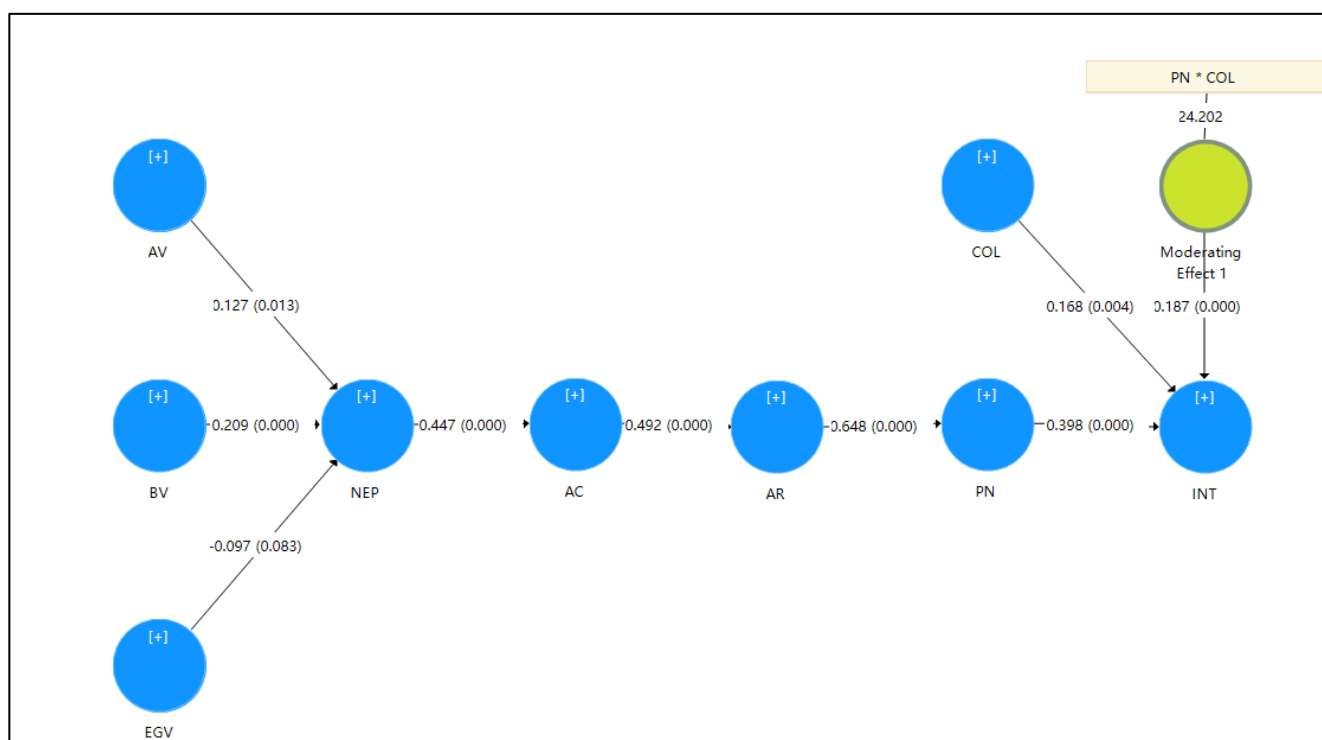 PN * COL
24.202
[+]
[+]
AV
COL
Moderating
Effect 1
0.127 (0.013)
0.168 (0.004)
0.187 (0.000)
[+]
[+]
[+]
[+]
[+]
[+]
0.209 (0.000)
0.447 (0.000)
0.492 (0.000)
0.648 (0.000)
0.398 (0.000)
BV
NEP
AC
AR
PN
INT
-0.097 (0.083)
[+]
EGV